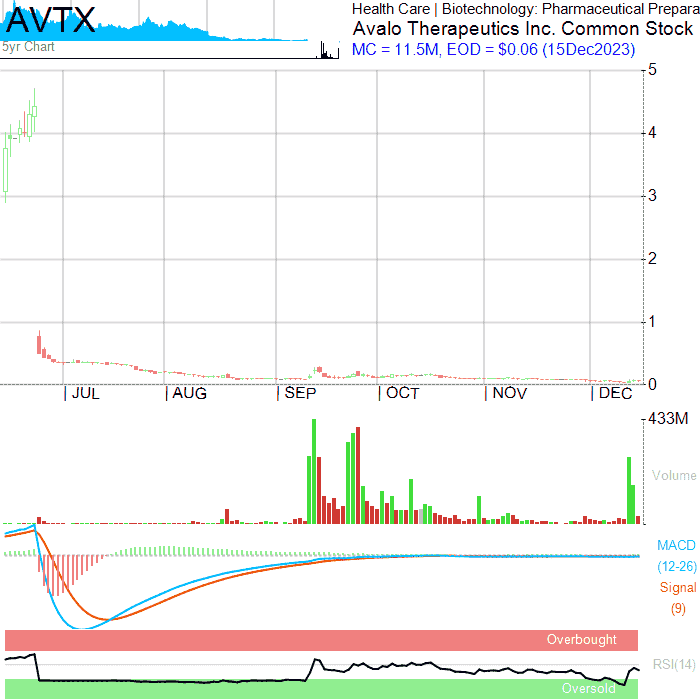 AVTX
Health Care | Biotechnology: Pharmaceutical Prepara
Avalo Therapeutics Inc. Common Stock
5yr Chart
MC = 11.5M, EOD = $0.06 (15Dec2023)
5
4
3
2
1
0
JUL AUG SEP OCT NOV DEC
433M
Volume
MACD
(12-26)
Signal
(9)
Overbought
RSI(14)
Oversold